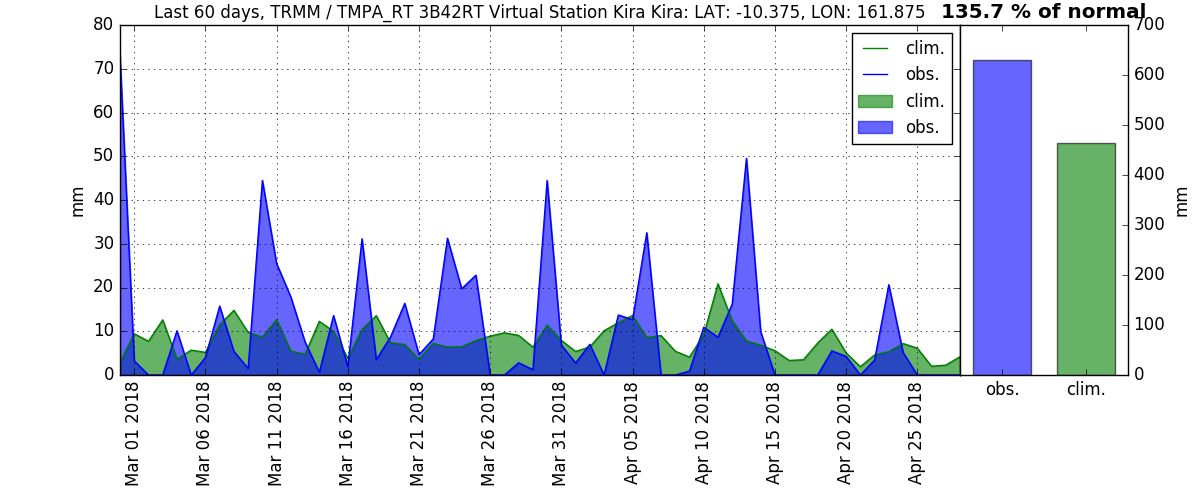 Last 60 days, TRMM / TMPA_RT 3B42RT Virtual Station Kira Kira: LAT: -10.375, LON: 161.875
135.7 % of normal
mm
80
70
60
50
40
30
20
10
0
clim.
obs.
clim.
obs.
Mar 01 2018
Mar 06 2018
Mar 11 2018
Mar 16 2018
Mar 21 2018
Mar 26 2018
Mar 31 2018
Apr 05 2018
Apr 10 2018
Apr 15 2018
Apr 20 2018
Apr 25 2018
700
600
500
400
300
200
100
0
mm
obs.
clim.